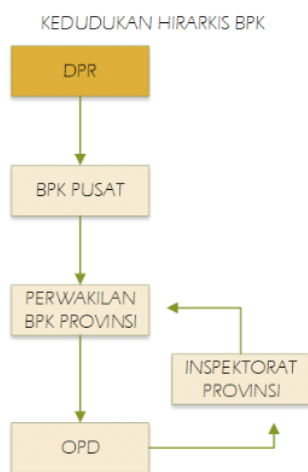 KEDUDUKAN HIRARKIS BPK
DPR
BPK PUSAT
PERWAKILAN
BPK PROVINSI
INSPEKTORAT
PROVINSI
OPD